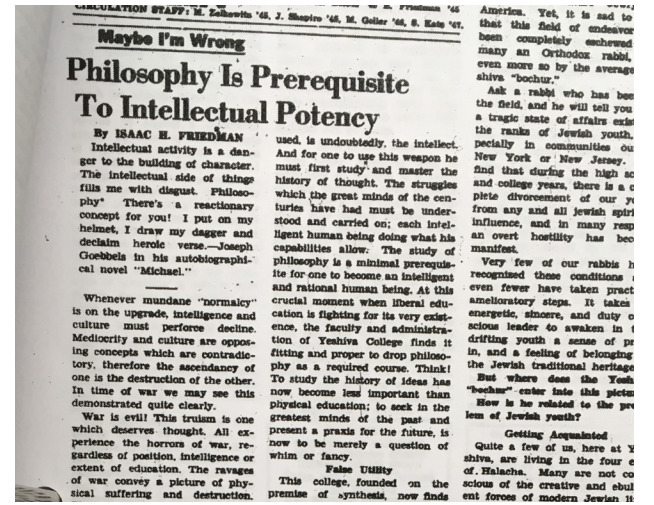 CIRCULATION STAFF: M. Zelkowitz '45, J. Shapiro '45, M. Geller '46, S. Kate '47.
Friedman '45
Maybe I'm Wrong
Philosophy Is Prerequisite
To Intellectual Potency
By ISAAC H. FRIEDMAN
Intellectual activity is a dan-
ger to the building of character.
The intellectual side of things
fills me with disgust. Philoso-
phy" There's a reactionary
concept for you! I put on my
helmet, I draw my dagger and
declaim heroic verse.—Joseph
Goebbels in his autobiographi-
cal novel "Michael."
Whenever mundane "normalcy"
is on the upgrade, intelligence and
culture must perforce decline.
Mediocrity and culture are oppos-
ing concepts which are contradic-
tory, therefore the ascendancy of
one is the destruction of the other.
In time of war we may see this
demonstrated quite clearly.
War is evil! This truism is one
which deserves thought. All ex-
perience the horrors of war, re-
gardless of position, intelligence or
extent of education. The ravages
of war convey a picture of phy-
sical suffering and destruction.
used, is undoubtedly, the intellect.
And for one to use this weapon he
must first study and master the
history of thought. The struggles
which the great minds of the cen-
turies have had must be under-
stood and carried on; each intel-
ligent human being doing what his
capabilities allow. The study of
philosophy is a minimal prerequis-
ite for one to become an intelligent
and rational human being. At this
crucial moment when liberal edu-
cation is fighting for its very exist-
ence, the faculty and administra-
tion of Yeshiva College finds it
fitting and proper to drop philoso-
phy as a required course. Think!
To study the history of ideas has
now become less important than
physical education; to seek in the
greatest minds of the past and
present a praxis for the future, is
now to be merely a question of
whim or fancy.
False Utility
This college, founded on the
premise of synthesis, now finds
America. Yet, it is sad to
that this field of endeavor
been completely eschewed
many an Orthodox rabbi,
even more so by the average
shiva "bochur."
Ask a rabbi who has bee
the field, and he will tell you
a tragic state of affairs exist
the ranks of Jewish youth,
pecially in communities ou
New York or New Jersey.
find that during the high sc
and college years, there is a c
plete divorcement of our y
from any and all Jewish spiri
influence, and in many resp
an overt hostility has bec
manifest.
Very few of our rabbis h
recognized these conditions
even fewer have taken pract
ameliorary steps. It takes
energetic, sincere, and duty c
scious leader to awaken in t
drifting youth a sense of pr
in, and a feeling of belonging
the Jewish traditional heritage
But where does the Yesh
"bochur" enter into this pictu
How is he related to the pro
lem of Jewish youth?
Getting Acquainted
Quite a few of us, here at Y
shiva, are living in the four e
of Halacha. Many are not co
scious of the creative and ebul
ent forces of modern Jewish li